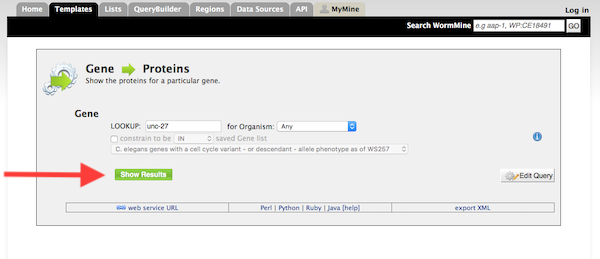 Home Templates Lists QueryBuilder Regions Data Sources API MyMine Log in
Search WormMine e.g aap-1, WP:CE18491 GO
Gene Proteins
Show the proteins for a particular gene.
Gene
LOOKUP: unc-27 for Organism: Any
constrain to be IN saved Gene list
C. elegans genes with a cell cycle variant - or descendant - allele phenotype as of WS257
Show Results
Edit Query
web service URL Perl | Python | Ruby | Java [help] export XML